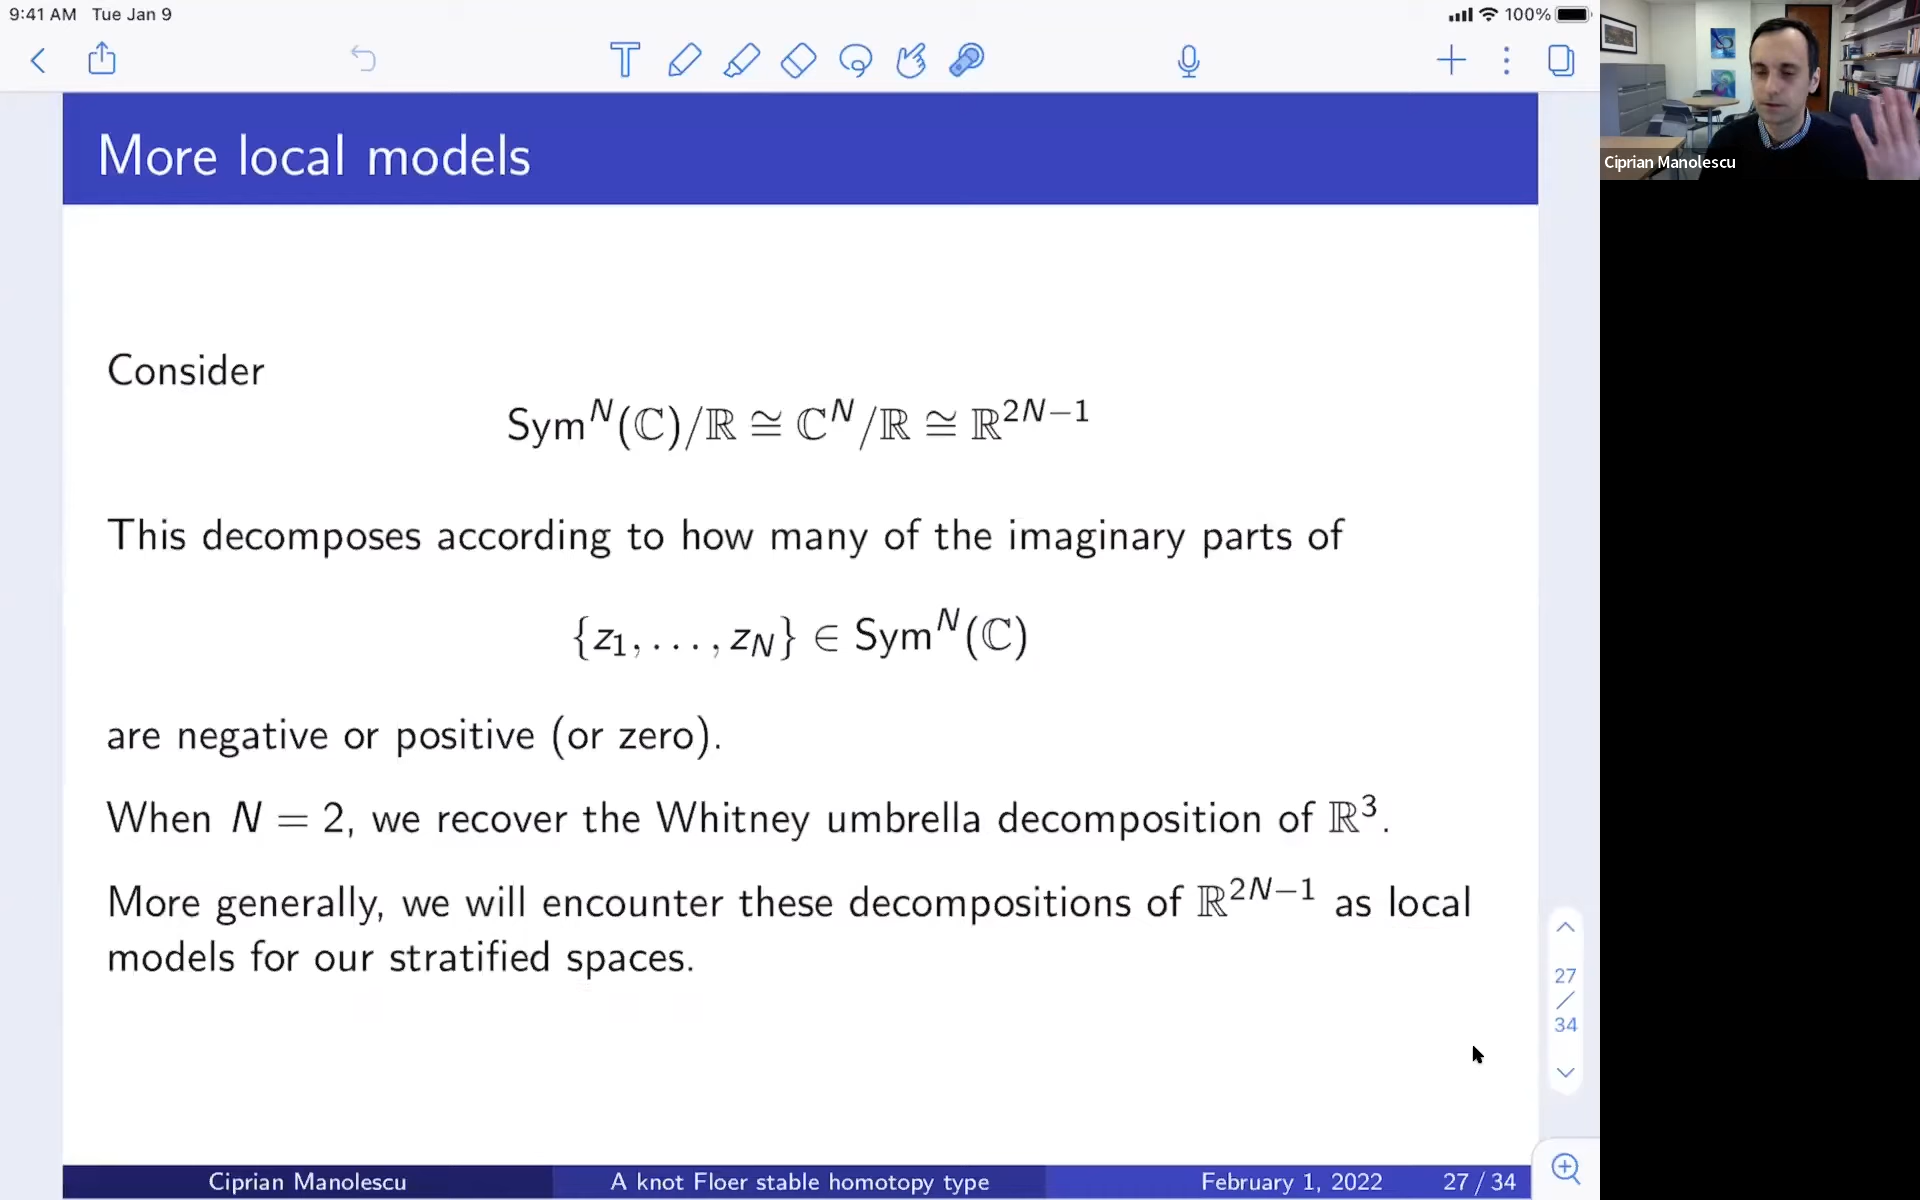 9:41 AM Tue Jan 9
100%
Ciprian Manolescu
More local models
Consider
Sym^N(ℂ)/ℝ ≅ ℂ^N/ℝ ≅ ℝ^{2N−1}
This decomposes according to how many of the imaginary parts of
{z_1, . . . , z_N} ∈ Sym^N(ℂ)
are negative or positive (or zero).
When N = 2, we recover the Whitney umbrella decomposition of ℝ^3.
More generally, we will encounter these decompositions of ℝ^{2N−1} as local
models for our stratified spaces.
27
/
34
Ciprian Manolescu
A knot Floer stable homotopy type
February 1, 2022
27 / 34